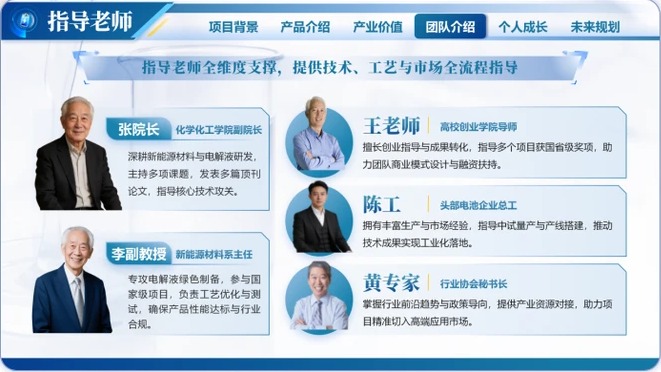 指导老师
项目背景 产品介绍 产业价值 团队介绍 个人成长 未来规划
指导老师全维度支撑，提供技术、工艺与市场全流程指导
张院长 化学化工学院副院长
深耕新能源材料与电解液研发，
主持多项课题，发表多篇顶刊
论文，指导核心技术攻关。
李副教授 新能源材料系主任
专攻电解液绿色制备，参与国
家级项目，负责工艺优化与测
试，确保产品性能达标与行业
合规。
王老师 高校创业学院导师
擅长创业指导与成果转化，指导多个项目获国省级奖项，助
力团队商业模式设计与融资扶持。
陈工 头部电池企业总工
拥有丰富生产与市场经验，指导中试量产与产线搭建，推动
技术成果实现工业化落地。
黄专家 行业协会秘书长
掌握行业前沿趋势与政策导向，提供产业资源对接，助力项
目精准切入高端应用市场。